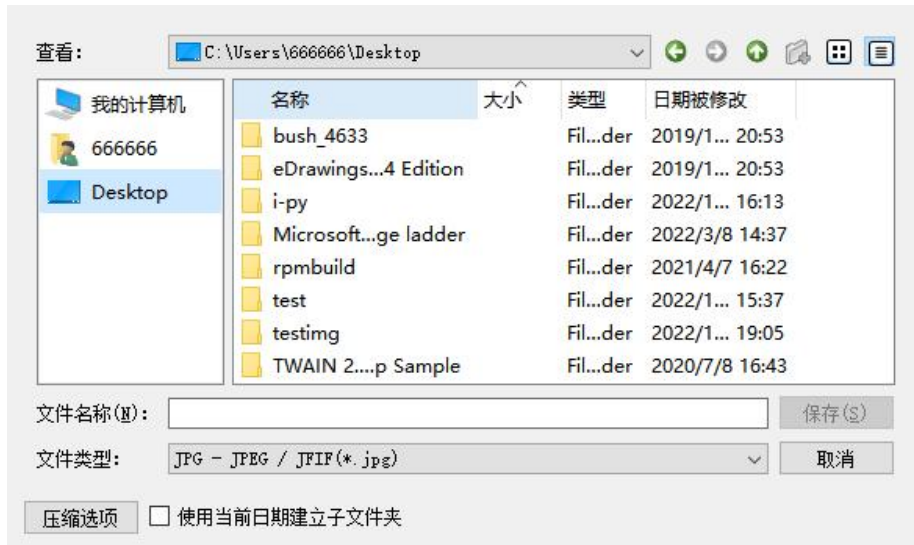 查看: C:\Users\666666\Desktop
我的计算机
666666
Desktop
名称 大小 类型 日期被修改
bush_4633 Fil...der 2019/1... 20:53
eDrawings...4 Edition Fil...der 2019/1... 20:53
i-py Fil...der 2022/1... 16:13
Microsoft...ge ladder Fil...der 2022/3/8 14:37
rpmbuild Fil...der 2021/4/7 16:22
test Fil...der 2022/1... 15:37
testimg Fil...der 2022/1... 19:05
TWAIN 2....p Sample Fil...der 2020/7/8 16:43
文件名称(N): 保存(S)
文件类型: JPG - JPEG / JFIF(*.jpg) 取消
压缩选项 使用当前日期建立子文件夹